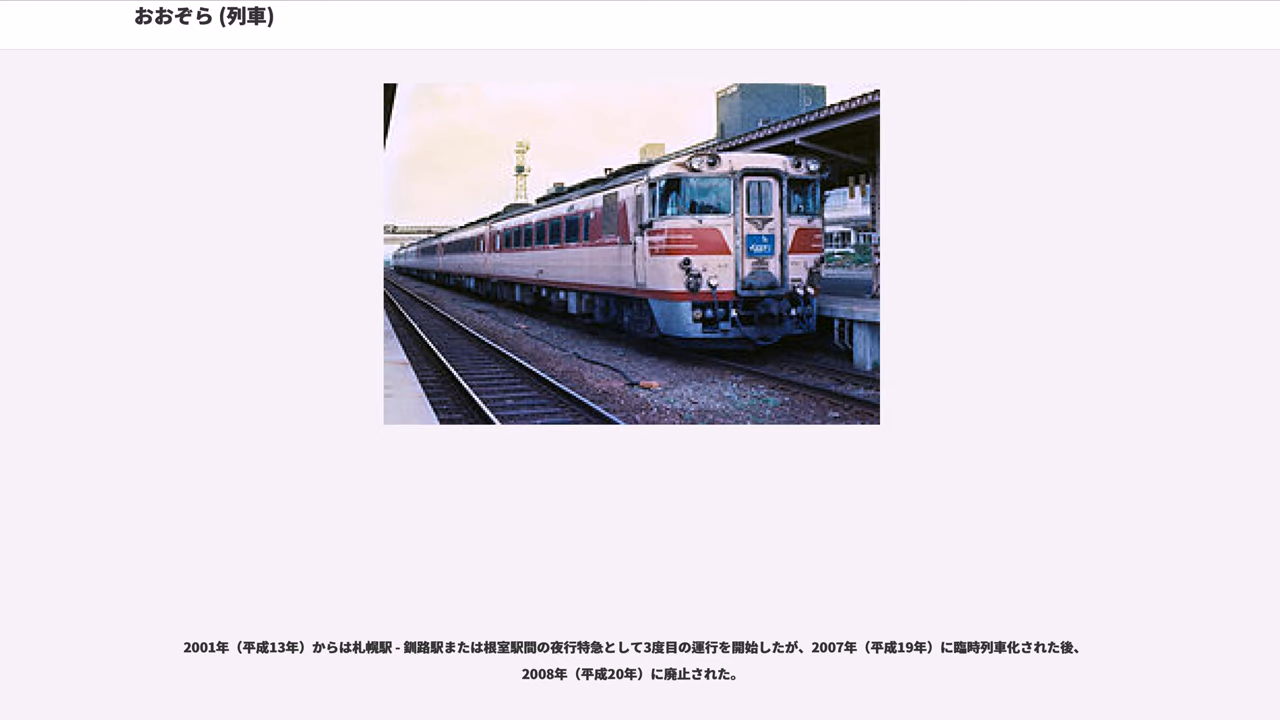 おおぞら (列車)
2001年（平成13年）からは札幌駅 - 釧路駅または根室駅間の夜行特急として3度目の運行を開始したが、2007年（平成19年）に臨時列車化された後、
2008年（平成20年）に廃止された。